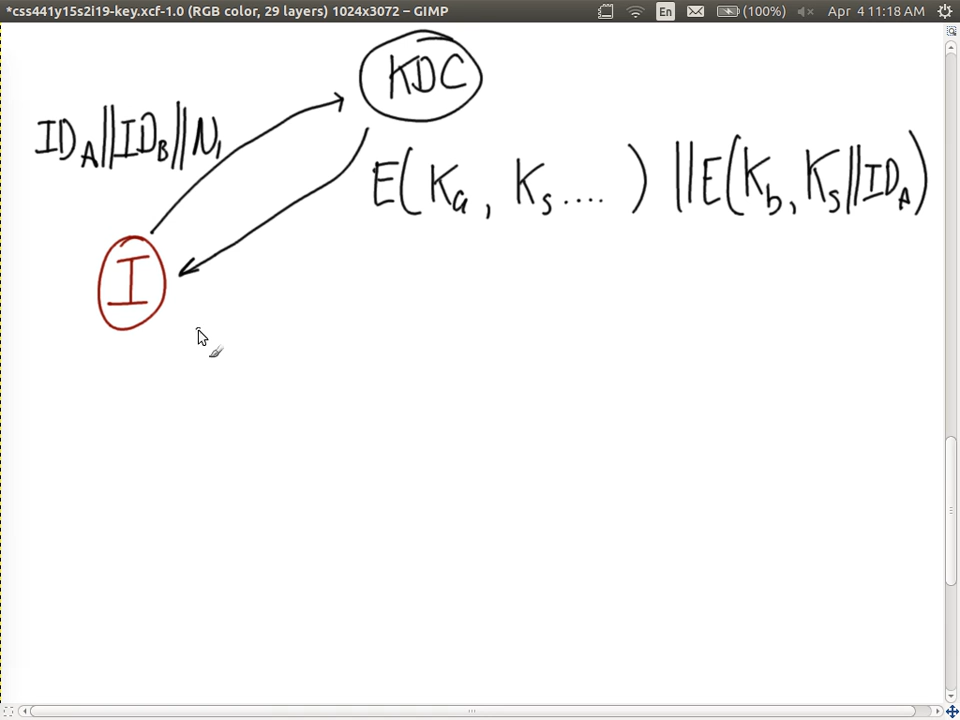 *css441y15s2i19-key.xcf-1.0 (RGB color, 29 layers) 1024x3072 – GIMP
En
(100%)
Apr 4 11:18 AM
KDC
ID_A||ID_B||N_1
E(K_a, K_s....) ||E(K_b, K_s||ID_A)
I